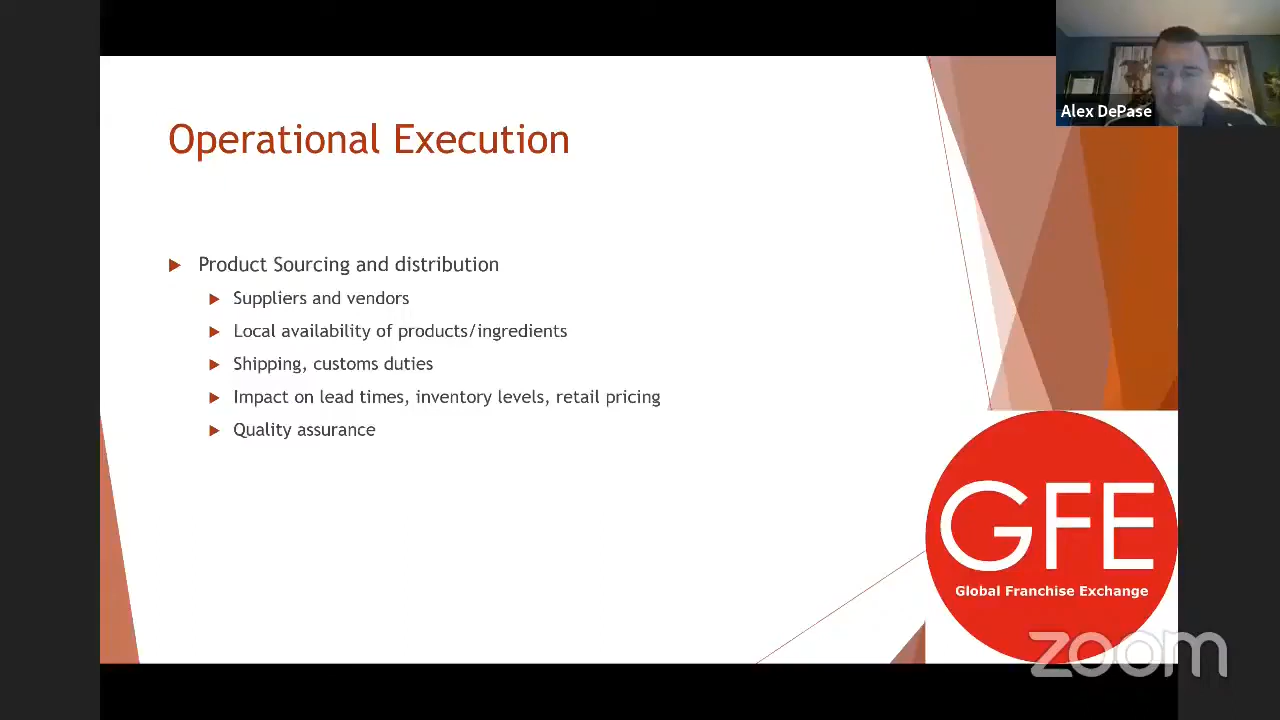 Alex DePase
Operational Execution
Product Sourcing and distribution
Suppliers and vendors
Local availability of products/ingredients
Shipping, customs duties
Impact on lead times, inventory levels, retail pricing
Quality assurance
GFE
Global Franchise Exchange
zoom